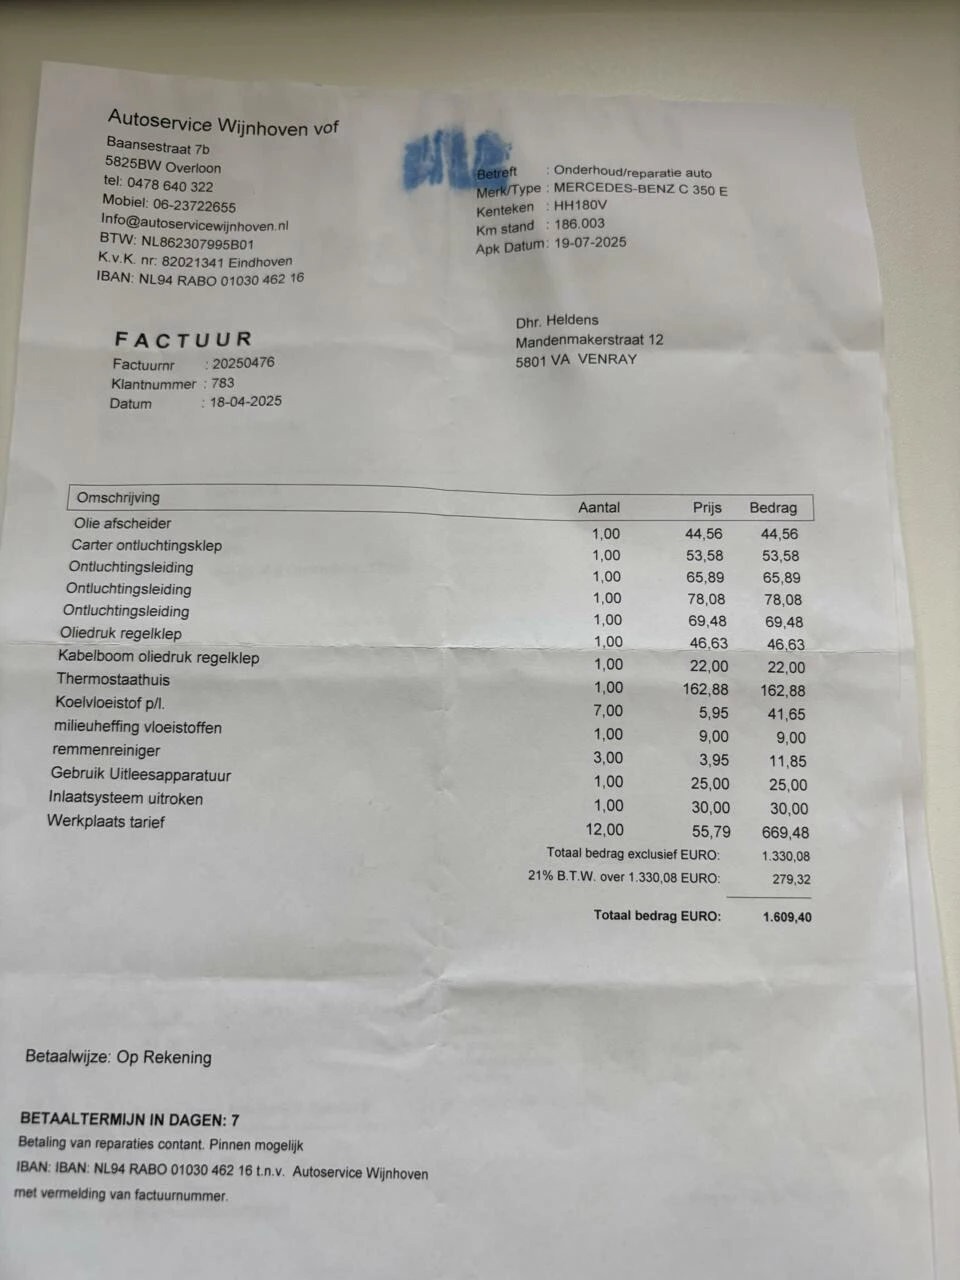 Autoservice Wijnhoven vof
Baansestraat 7b
5825BW Overloon
tel: 0478 640 322
Mobiel: 06-23722655
Info@autoservicewijnhoven.nl
BTW: NL862307995B01
K.v.K. nr: 82021341 Eindhoven
IBAN: NL94 RABO 01030 462 16
Betreft : Onderhoud/reparatie auto
Merk/Type : MERCEDES-BENZ C 350 E
Kenteken : HH180V
Km stand : 186.003
Apk Datum: 19-07-2025
Dhr. Heldens
Mandenmakerstraat 12
5801 VA VENRAY
FACTUUR
Factuurnr : 20250476
Klantnummer : 783
Datum : 18-04-2025
Omschrijving Aantal Prijs Bedrag
Olie afscheider 1,00 44,56 44,56
Carter ontluchtingsklep 1,00 53,58 53,58
Ontluchtingsleiding 1,00 65,89 65,89
Ontluchtingsleiding 1,00 78,08 78,08
Ontluchtingsleiding 1,00 69,48 69,48
Oliedruk regelklep 1,00 46,63 46,63
Kabelboom oliedruk regelklep 1,00 22,00 22,00
Thermostaathuis 1,00 162,88 162,88
Koelvloeistof p/l. 7,00 5,95 41,65
milieuheffing vloeistoffen 1,00 9,00 9,00
remmenreiniger 3,00 3,95 11,85
Gebruik Uitleesapparatuur 1,00 25,00 25,00
Inlaatsysteem uitroken 1,00 30,00 30,00
Werkplaats tarief 12,00 55,79 669,48
Totaal bedrag exclusief EURO: 1.330,08
21% B.T.W. over 1.330,08 EURO: 279,32
Totaal bedrag EURO: 1.609,40
Betaalwijze: Op Rekening
BETAALTERMIJN IN DAGEN: 7
Betaling van reparaties contant. Pinnen mogelijk
IBAN: IBAN: NL94 RABO 01030 462 16 t.n.v. Autoservice Wijnhoven
met vermelding van factuurnummer.